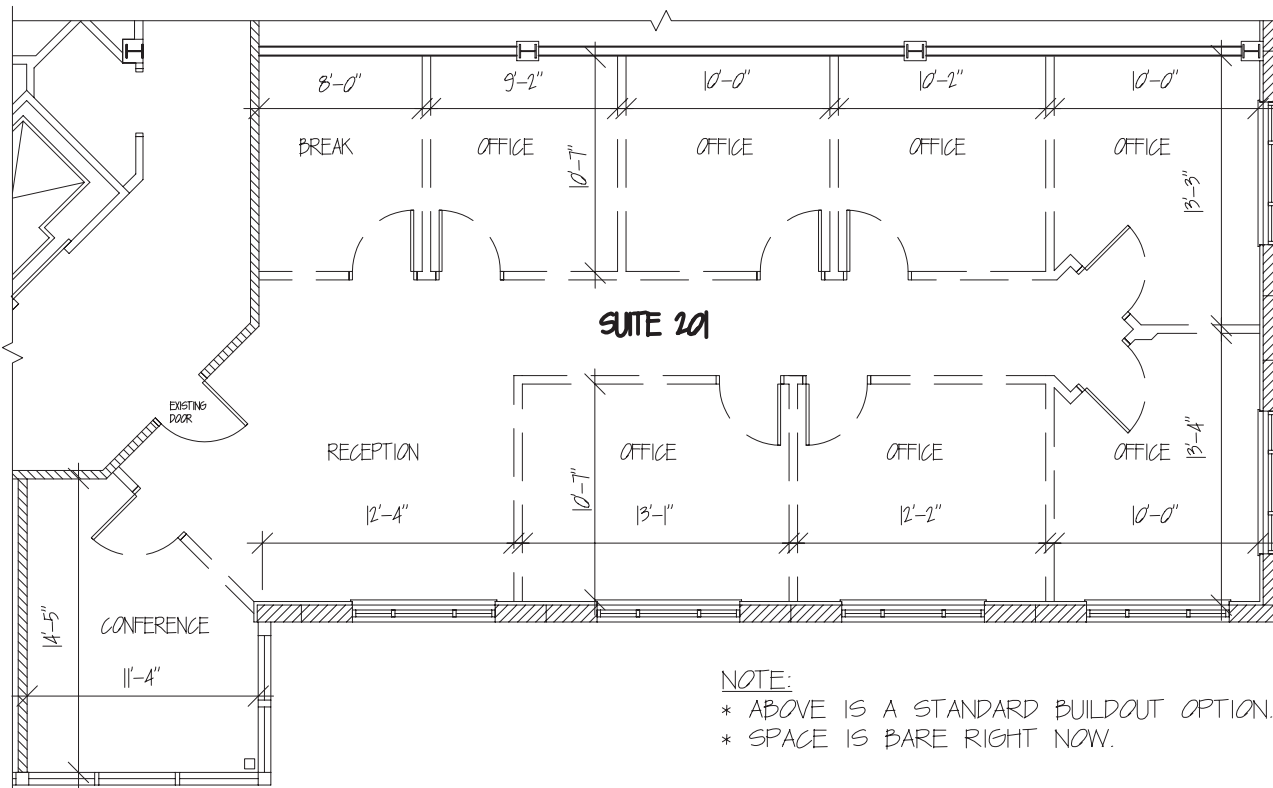 8'-0" 9'-2" 10'-0" 10'-2" 10'-0"
BREAK OFFICE OFFICE OFFICE OFFICE
10'-7"
13'-3"
SUITE 201
EXISTING
DOOR
RECEPTION OFFICE OFFICE OFFICE
13'-4"
10'-7"
12'-4" 13'-1" 12'-2" 10'-0"
14'-5"
CONFERENCE
11'-4"
NOTE:
* ABOVE IS A STANDARD BUILDOUT OPTION.
* SPACE IS BARE RIGHT NOW.